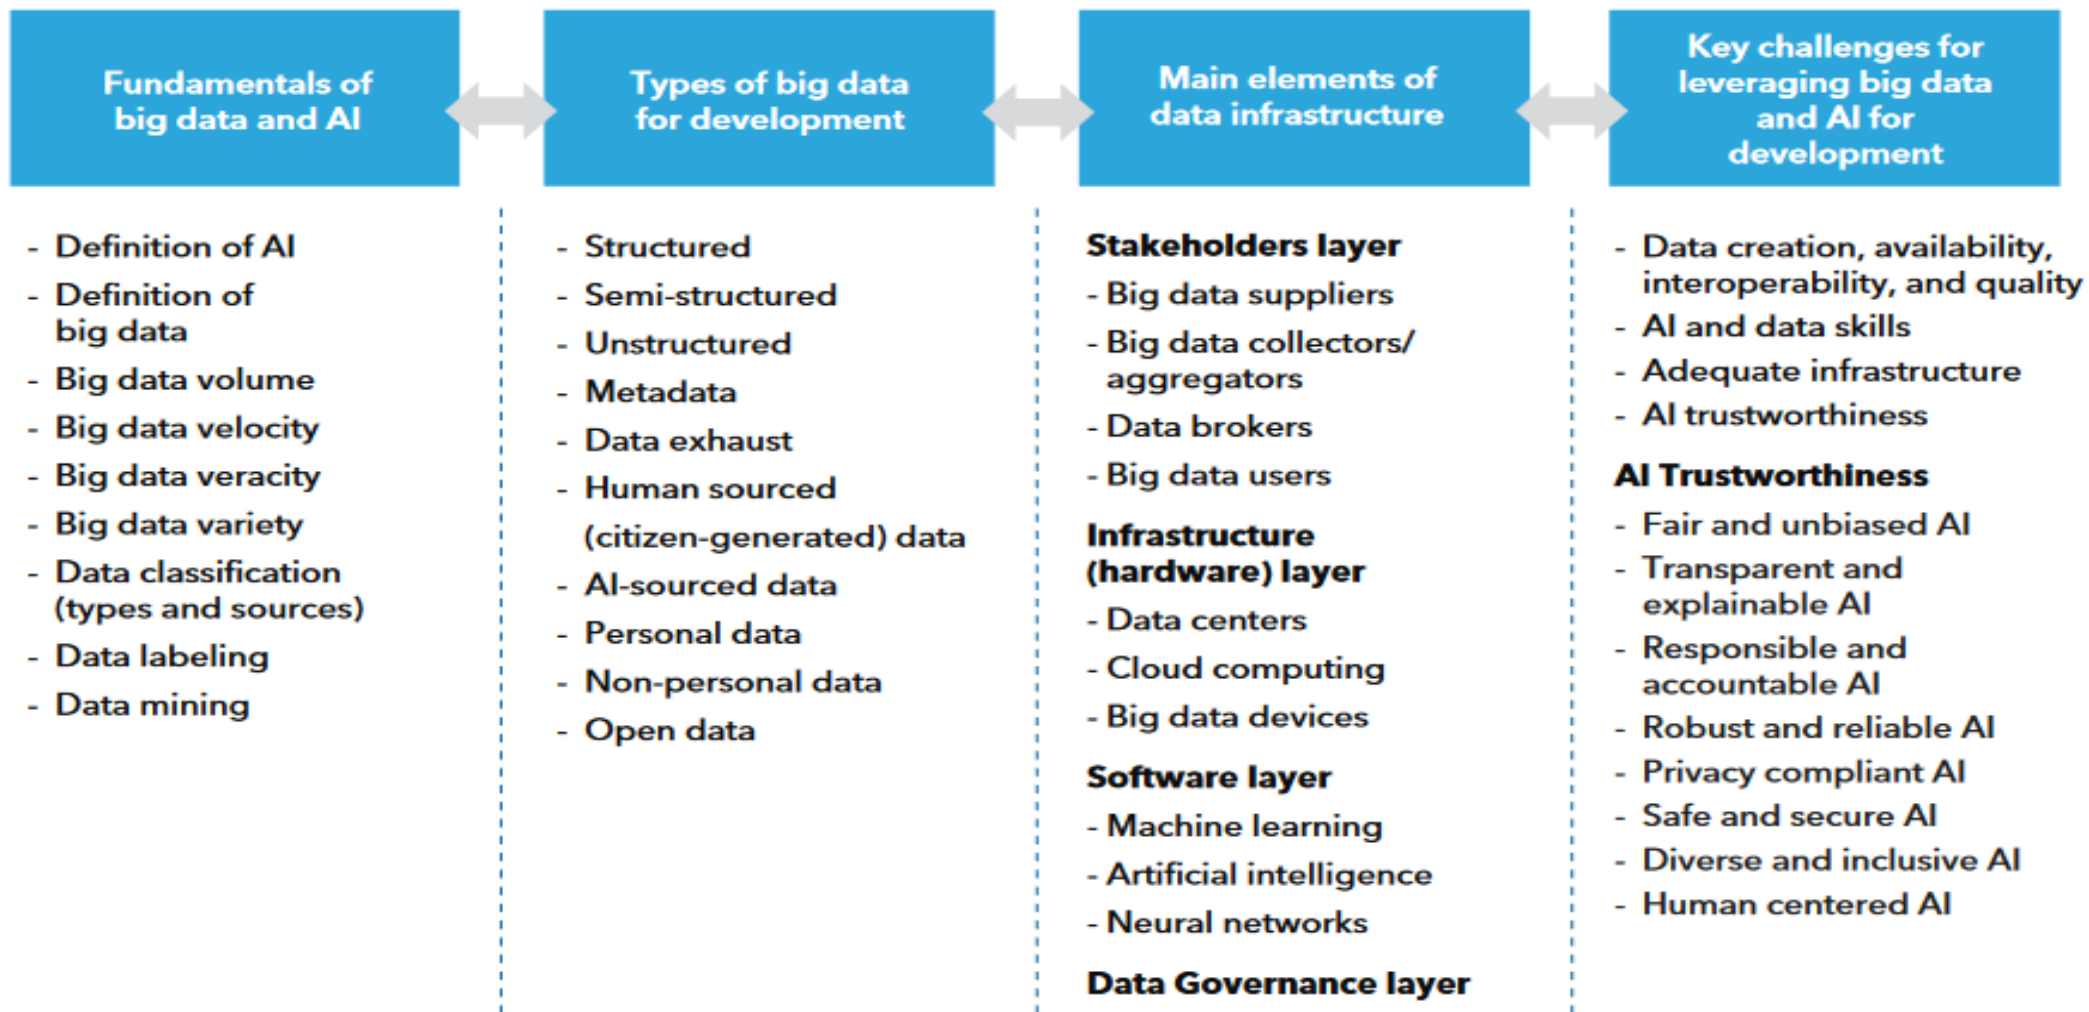 Fundamentals of
big data and AI
Types of big data
for development
Main elements of
data infrastructure
Key challenges for
leveraging big data
and AI for
development
- Definition of AI
- Definition of
big data
- Big data volume
- Big data velocity
- Big data veracity
- Big data variety
- Data classification
(types and sources)
- Data labeling
- Data mining
- Structured
- Semi-structured
- Unstructured
- Metadata
- Data exhaust
- Human sourced
(citizen-generated) data
- AI-sourced data
- Personal data
- Non-personal data
- Open data
Stakeholders layer
- Big data suppliers
- Big data collectors/
aggregators
- Data brokers
- Big data users
Infrastructure
(hardware) layer
- Data centers
- Cloud computing
- Big data devices
Software layer
- Machine learning
- Artificial intelligence
- Neural networks
Data Governance layer
- Data creation, availability,
interoperability, and quality
- AI and data skills
- Adequate infrastructure
- AI trustworthiness
AI Trustworthiness
- Fair and unbiased AI
- Transparent and
explainable AI
- Responsible and
accountable AI
- Robust and reliable AI
- Privacy compliant AI
- Safe and secure AI
- Diverse and inclusive AI
- Human centered AI